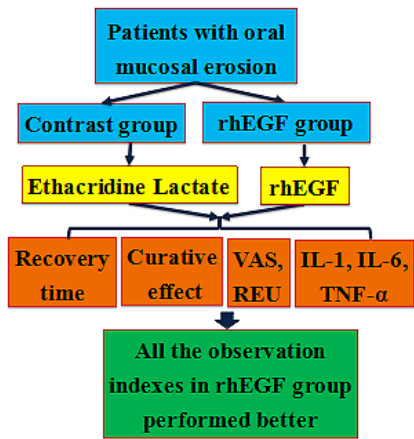 Patients with oral
mucosal erosion
Contrast group
rhEGF group
Ethacridine Lactate
rhEGF
Recovery
time
Curative
effect
VAS,
REU
IL-1, IL-6,
TNF-α
All the observation
indexes in rhEGF group
performed better